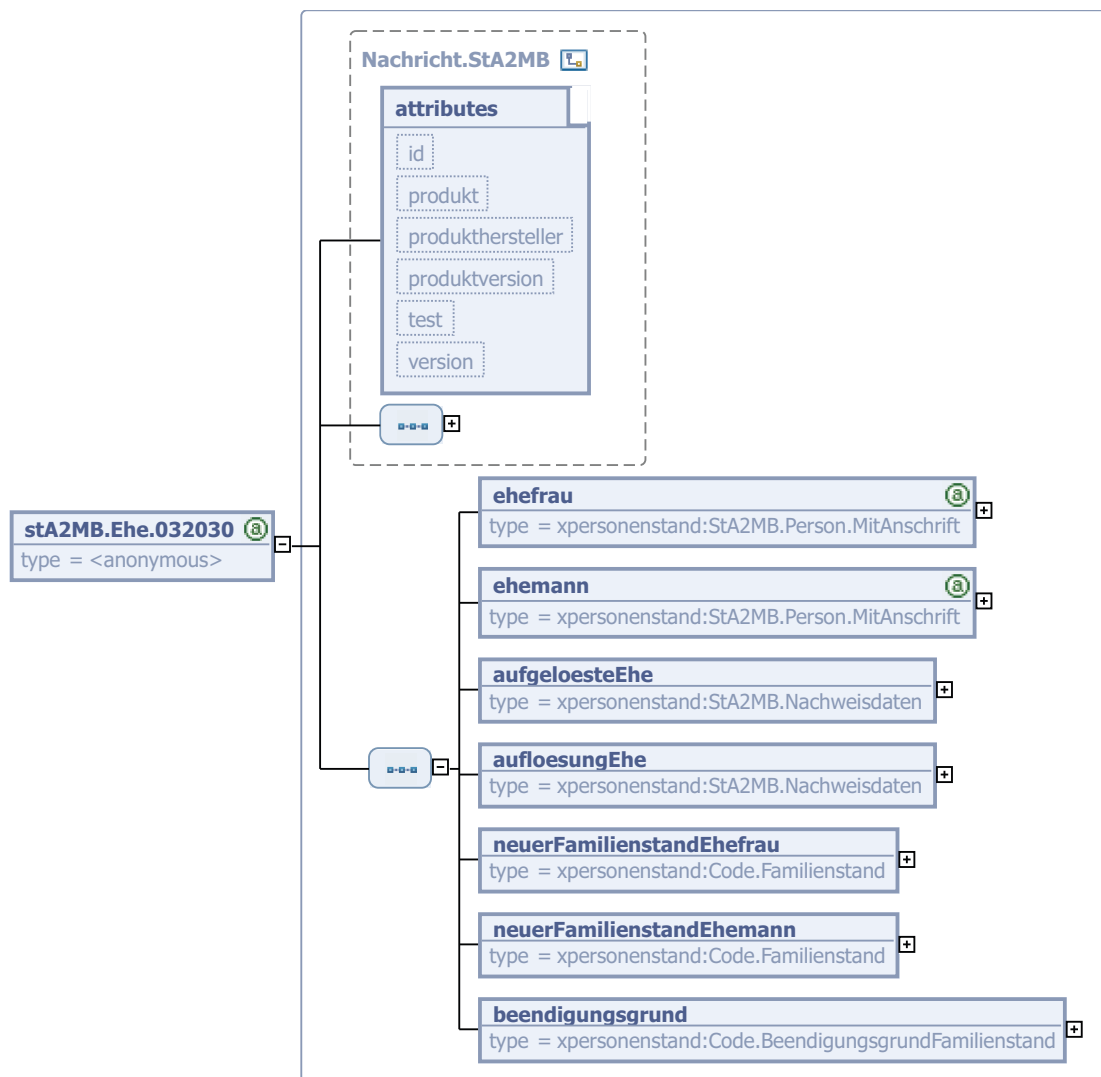 Nachricht.StA2MB
attributes
id
produkt
produkthersteller
produktversion
test
version
stA2MB.Ehe.032030
type = <anonymous>
ehefrau
type = xpersonenstand:StA2MB.Person.MitAnschrift
ehemann
type = xpersonenstand:StA2MB.Person.MitAnschrift
aufgeloesteEhe
type = xpersonenstand:StA2MB.Nachweisdaten
aufloesungEhe
type = xpersonenstand:StA2MB.Nachweisdaten
neuerFamilienstandEhefrau
type = xpersonenstand:Code.Familienstand
neuerFamilienstandEhemann
type = xpersonenstand:Code.Familienstand
beendigungsgrund
type = xpersonenstand:Code.BeendigungsgrundFamilienstand